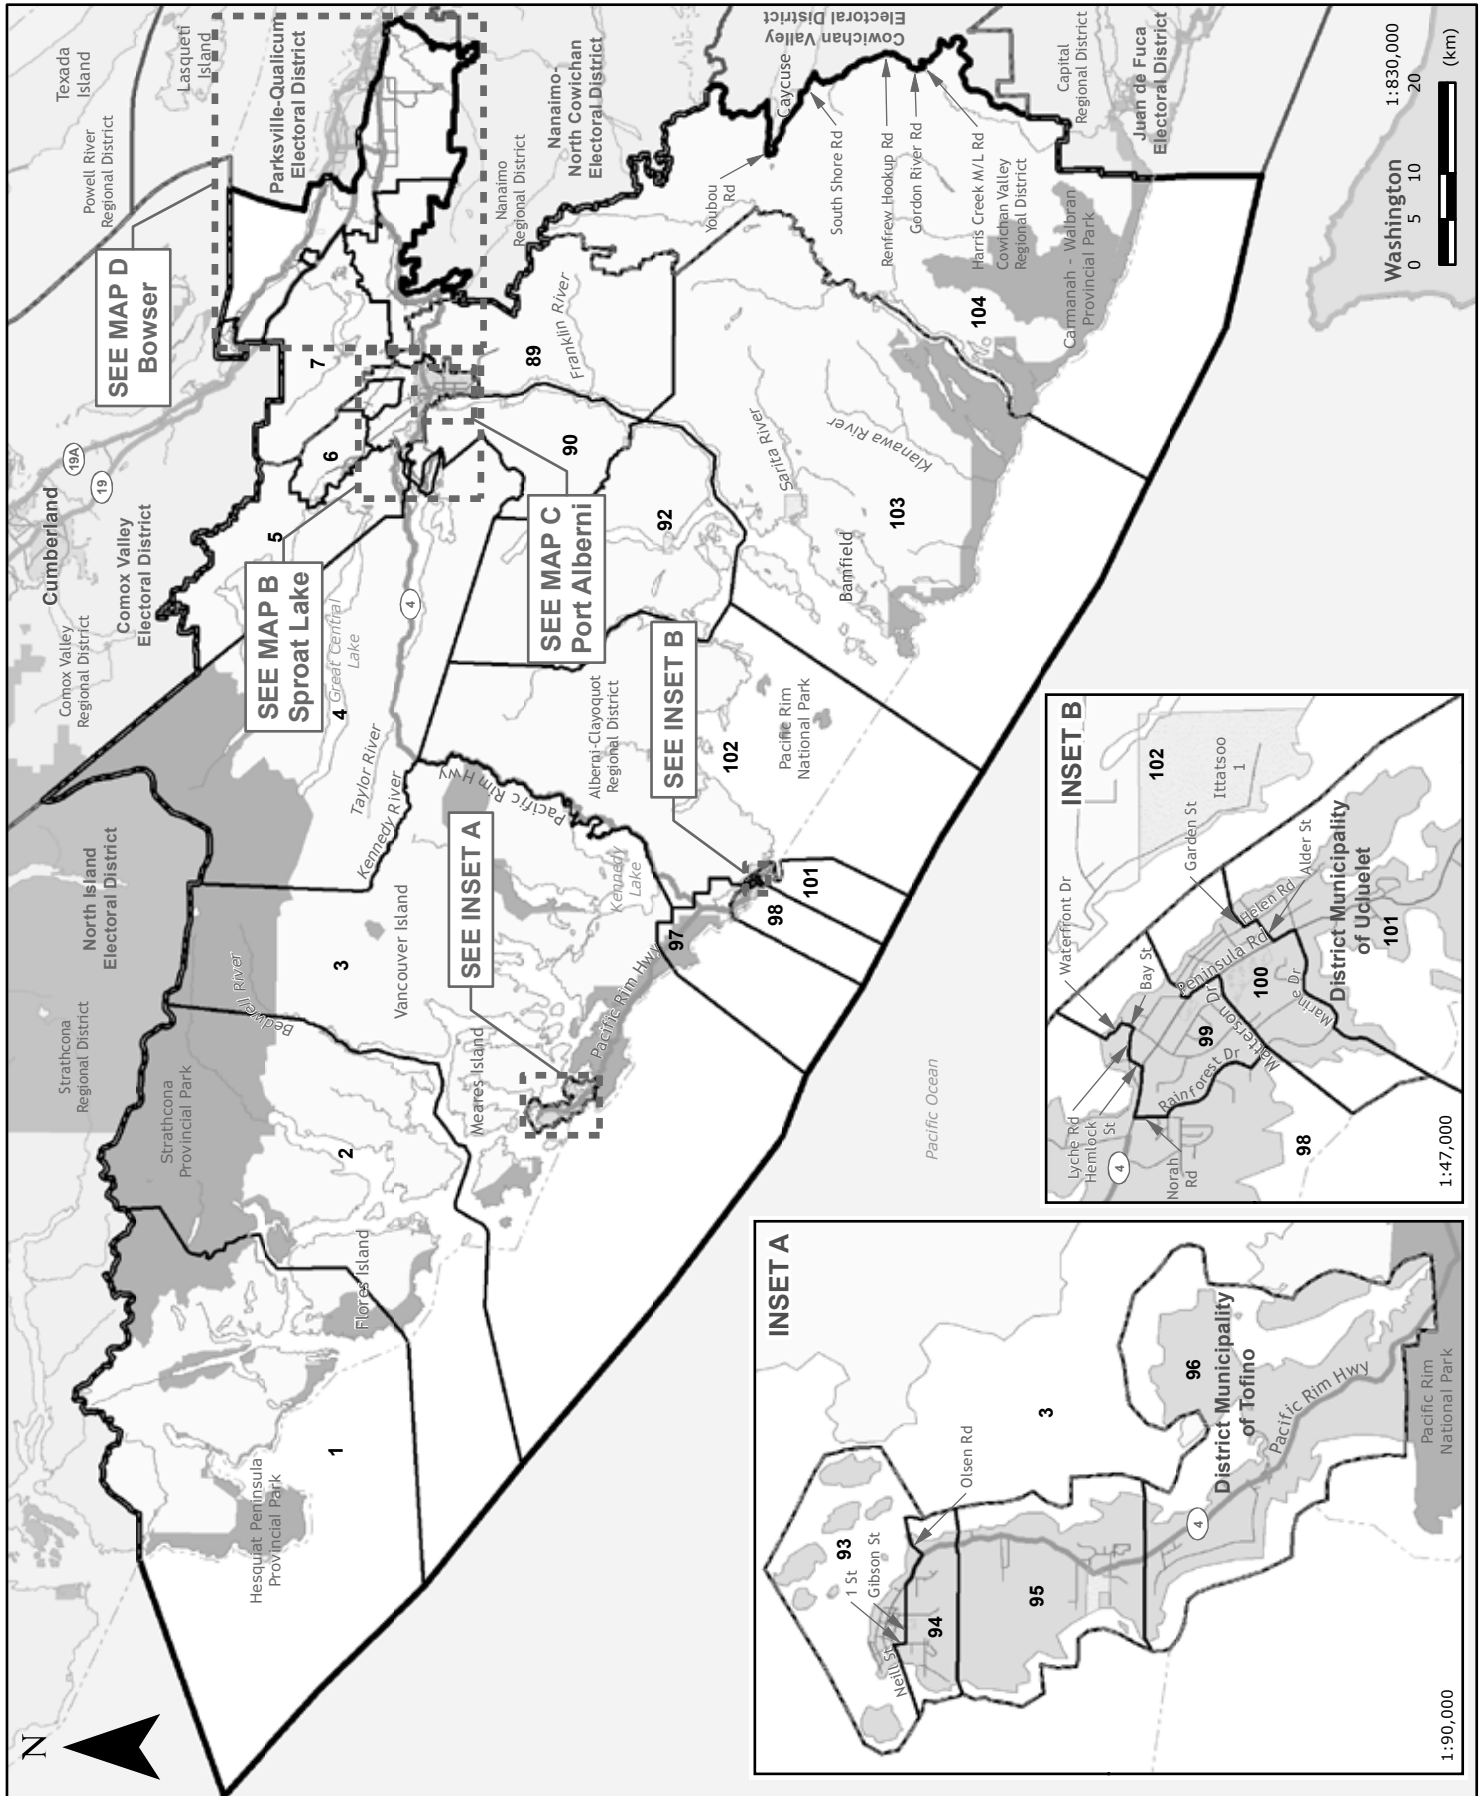 N
Hesquiat Peninsula
Provincial Park
1
Flores Island
2
Strathcona
Provincial Park
Strathcona
Regional District
North Island
Electoral District
Bedwell River
3
Vancouver Island
Meares Island
SEE INSET A
Pacific Rim Hwy
Kennedy
Lake
Kennedy River
Taylor River
Pacific Rim Hwy
4
Great Central
Lake
4
SEE MAP B
Sproat Lake
5
6
7
Comox Valley
Regional District
Comox Valley
Electoral District
Cumberland
19
19A
SEE MAP D
Bowser
Powell River
Regional District
Texada
Island
Lasqueti
Island
Parksville-Qualicum
Electoral District
Nanaimo
Regional District
Nanaimo-
North Cowichan
Electoral District
SEE MAP C
Port Alberni
89
Franklin River
90
92
Alberni-Clayoquot
Regional District
SEE INSET B
97
98
101
102
Pacific Rim
National Park
Bamfield
Sarita River
Klanawa River
103
104
Youbou
Rd
Caycuse
Cowichan Valley
Electoral District
South Shore Rd
Renfrew Hookup Rd
Gordon River Rd
Harris Creek M/L Rd
Cowichan Valley
Regional District
Carmanah - Walbran
Provincial Park
Capital
Regional District
Juan de Fuca
Electoral District
Pacific Ocean
Washington
1:830,000
0
5
10
20
(km)
INSET A
93
1 St
Gibson St
Neill St
94
95
Olsen Rd
3
96
District Municipality
of Tofino
Pacific Rim Hwy
4
Pacific Rim
National Park
1:90,000
INSET B
102
Ittatsoo
1
Waterfront Dr
Bay St
Garden St
Alder St
Helen Rd
Peninsula Rd
Lyche Rd
Hemlock
St
4
Norah
Rd
Rainforest Dr
99
Matterson Dr
100
Marine Dr
District Municipality
of Ucluelet
101
98
1:47,000